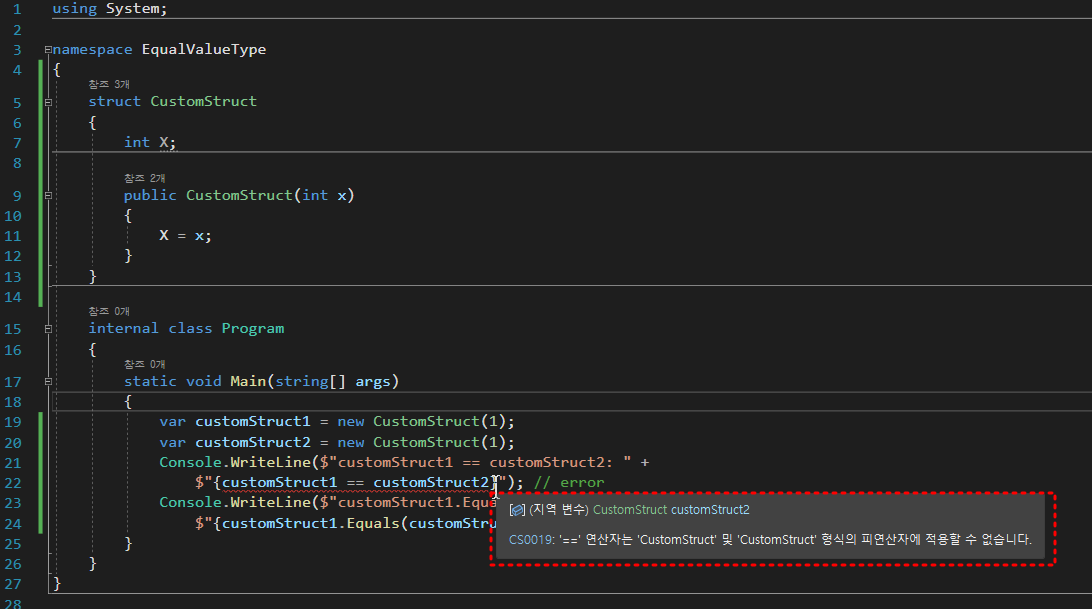 1 using System;
2
3 namespace EqualValueType
4 {
참조 3개
5 struct CustomStruct
6 {
7 int X;
8
참조 2개
9 public CustomStruct(int x)
10 {
11 X = x;
12 }
13 }
14
참조 0개
15 internal class Program
16 {
참조 0개
17 static void Main(string[] args)
18 {
19 var customStruct1 = new CustomStruct(1);
20 var customStruct2 = new CustomStruct(1);
21 Console.WriteLine($"customStruct1 == customStruct2: " +
22 $"{customStruct1 == customStruct2}"); // error
23 Console.WriteLine($"customStruct1.Equa
24 $"{customStruct1.Equals(customStru
25 }
26 }
27 }
28
(지역 변수) CustomStruct customStruct2
CS0019: '==' 연산자는 'CustomStruct' 및 'CustomStruct' 형식의 피연산자에 적용할 수 없습니다.